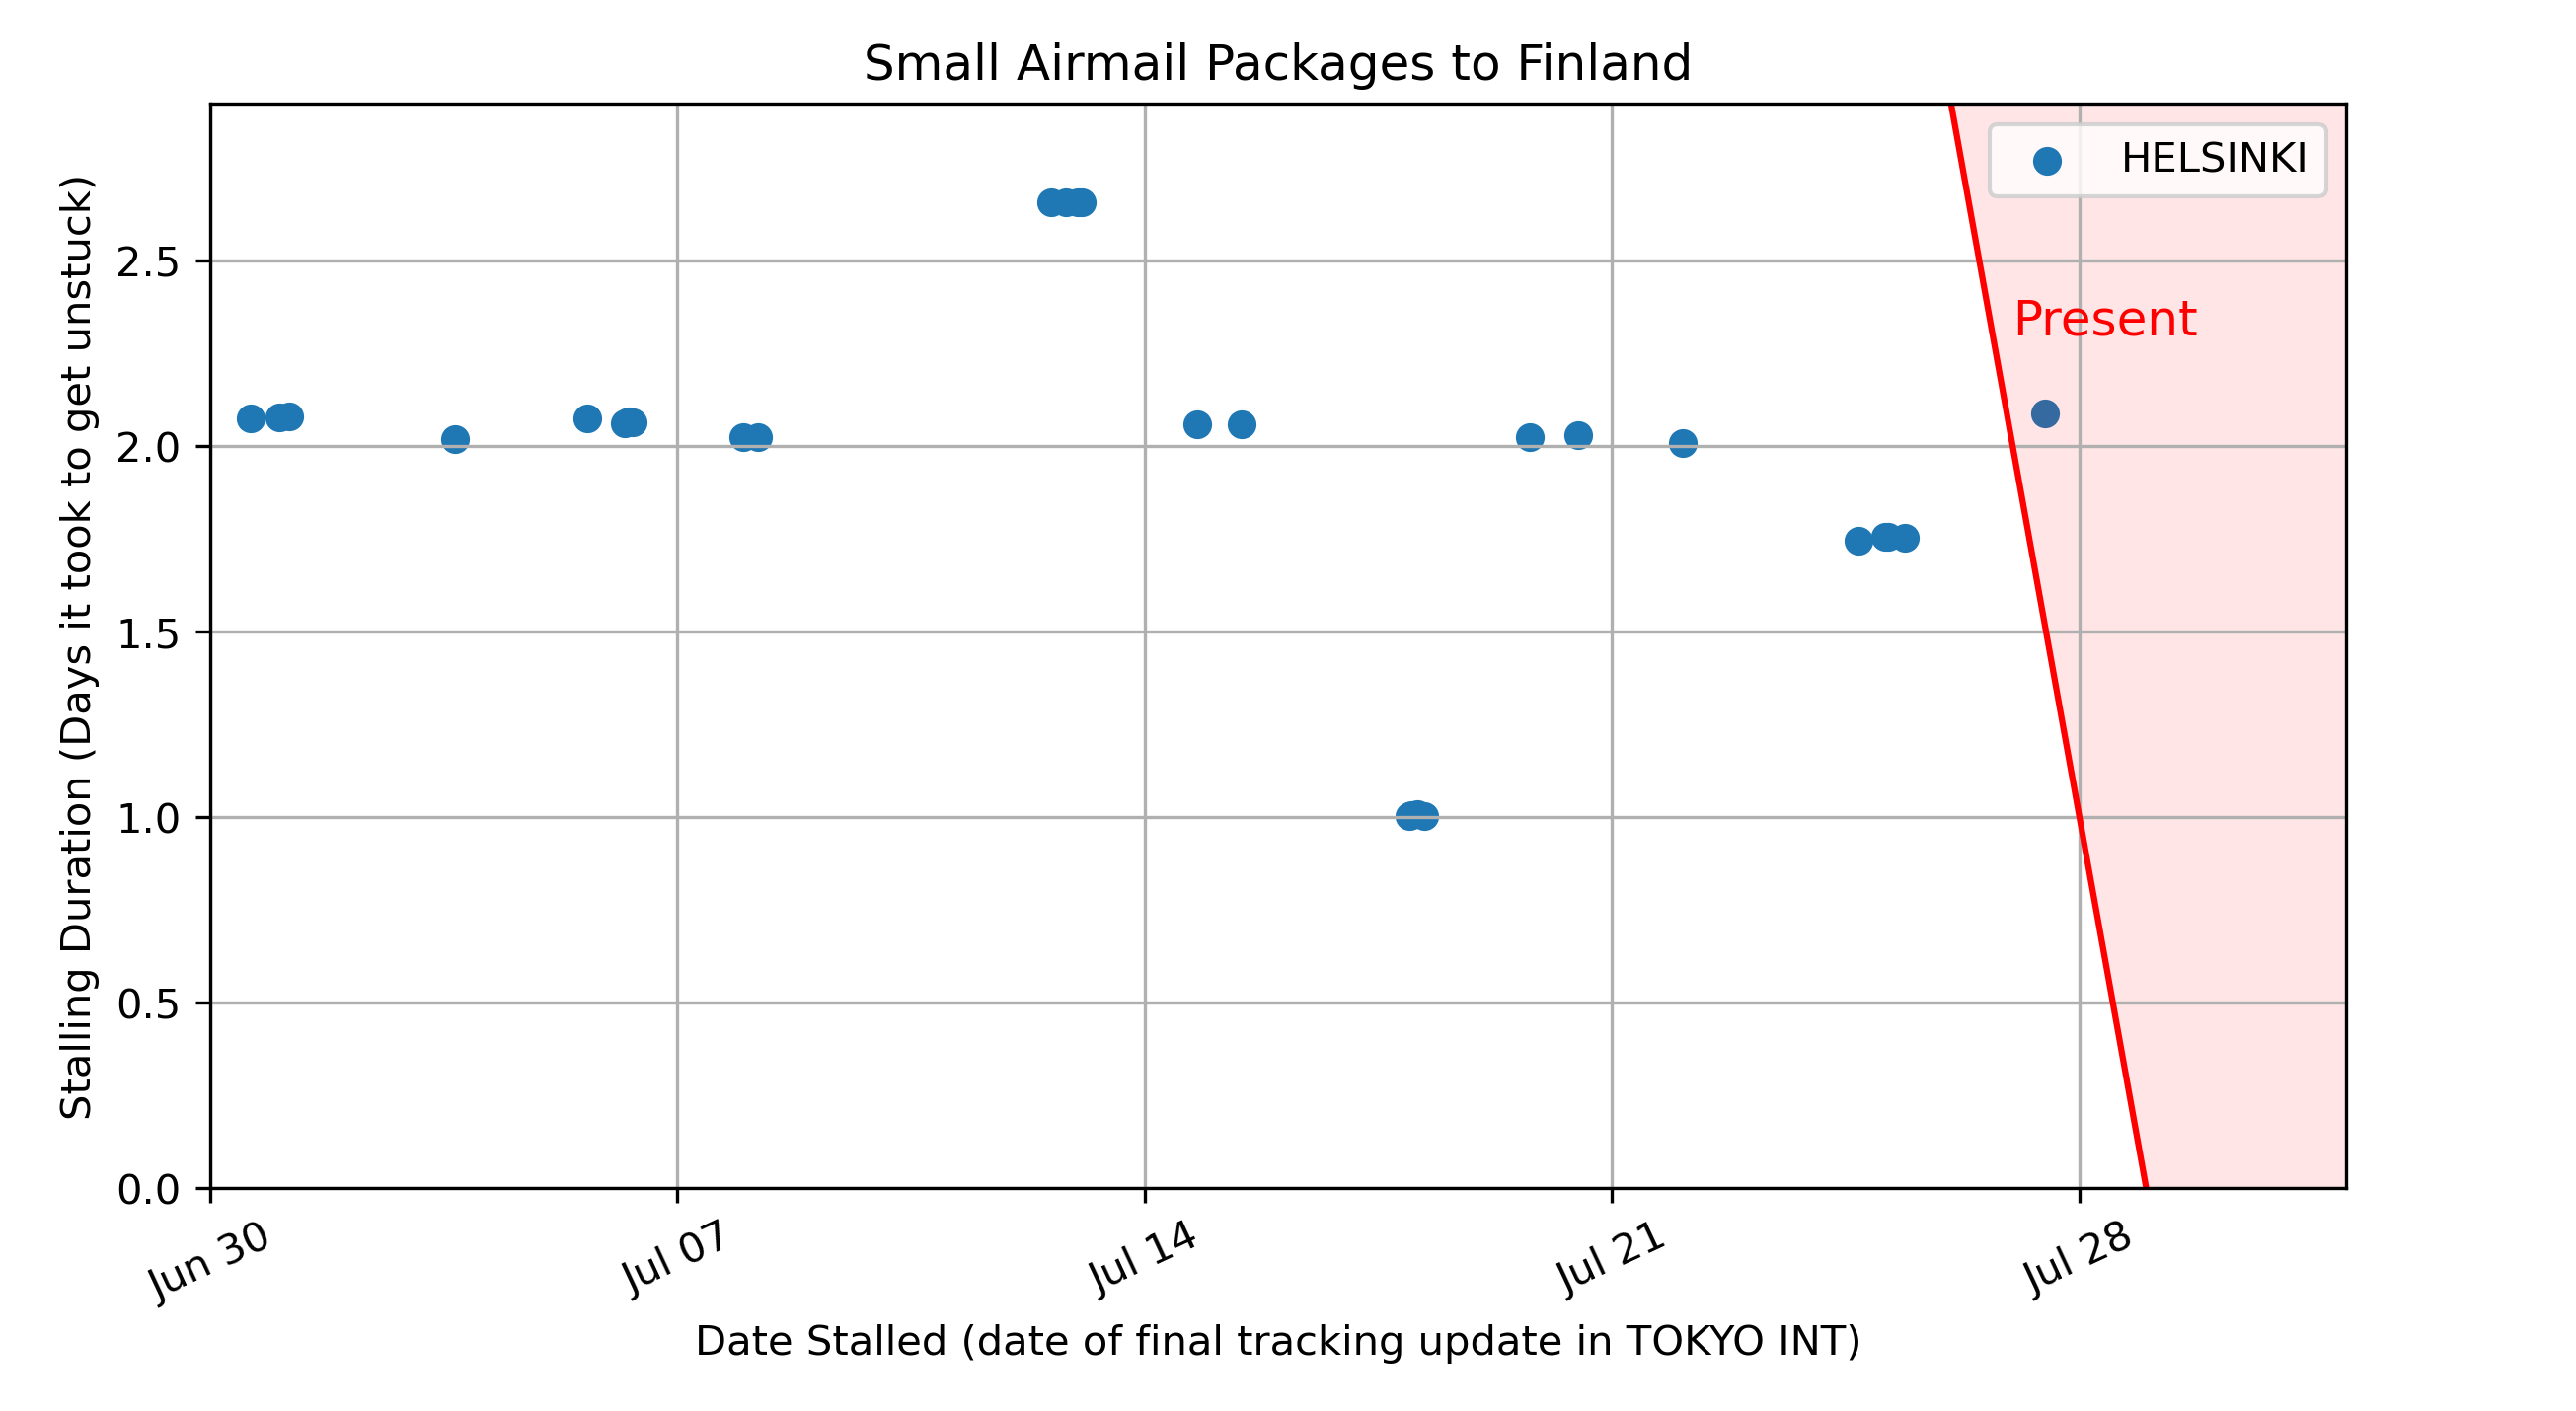 Small Airmail Packages to Finland
HELSINKI
Present
Stalling Duration (Days it took to get unstuck)
2.5
2.0
1.5
1.0
0.5
0.0
Jun 30
Jul 07
Jul 14
Jul 21
Jul 28
Date Stalled (date of final tracking update in TOKYO INT)